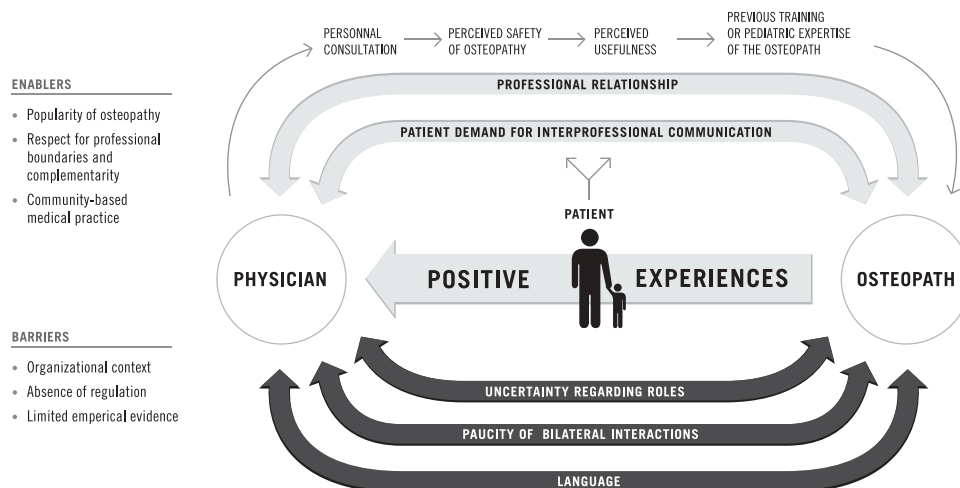 PERSONNAL
CONSULTATION
PERCEIVED SAFETY
OF OSTEOPATHY
PERCEIVED
USEFULNESS
PREVIOUS TRAINING
OR PEDIATRIC EXPERTISE
OF THE OSTEOPATH
ENABLERS
• Popularity of osteopathy
• Respect for professional
boundaries and
complementarity
• Community-based
medical practice
PROFESSIONAL RELATIONSHIP
PATIENT DEMAND FOR INTERPROFESSIONAL COMMUNICATION
PATIENT
PHYSICIAN
POSITIVE
EXPERIENCES
OSTEOPATH
BARRIERS
• Organizational context
• Absence of regulation
• Limited emperical evidence
UNCERTAINTY REGARDING ROLES
PAUCITY OF BILATERAL INTERACTIONS
LANGUAGE